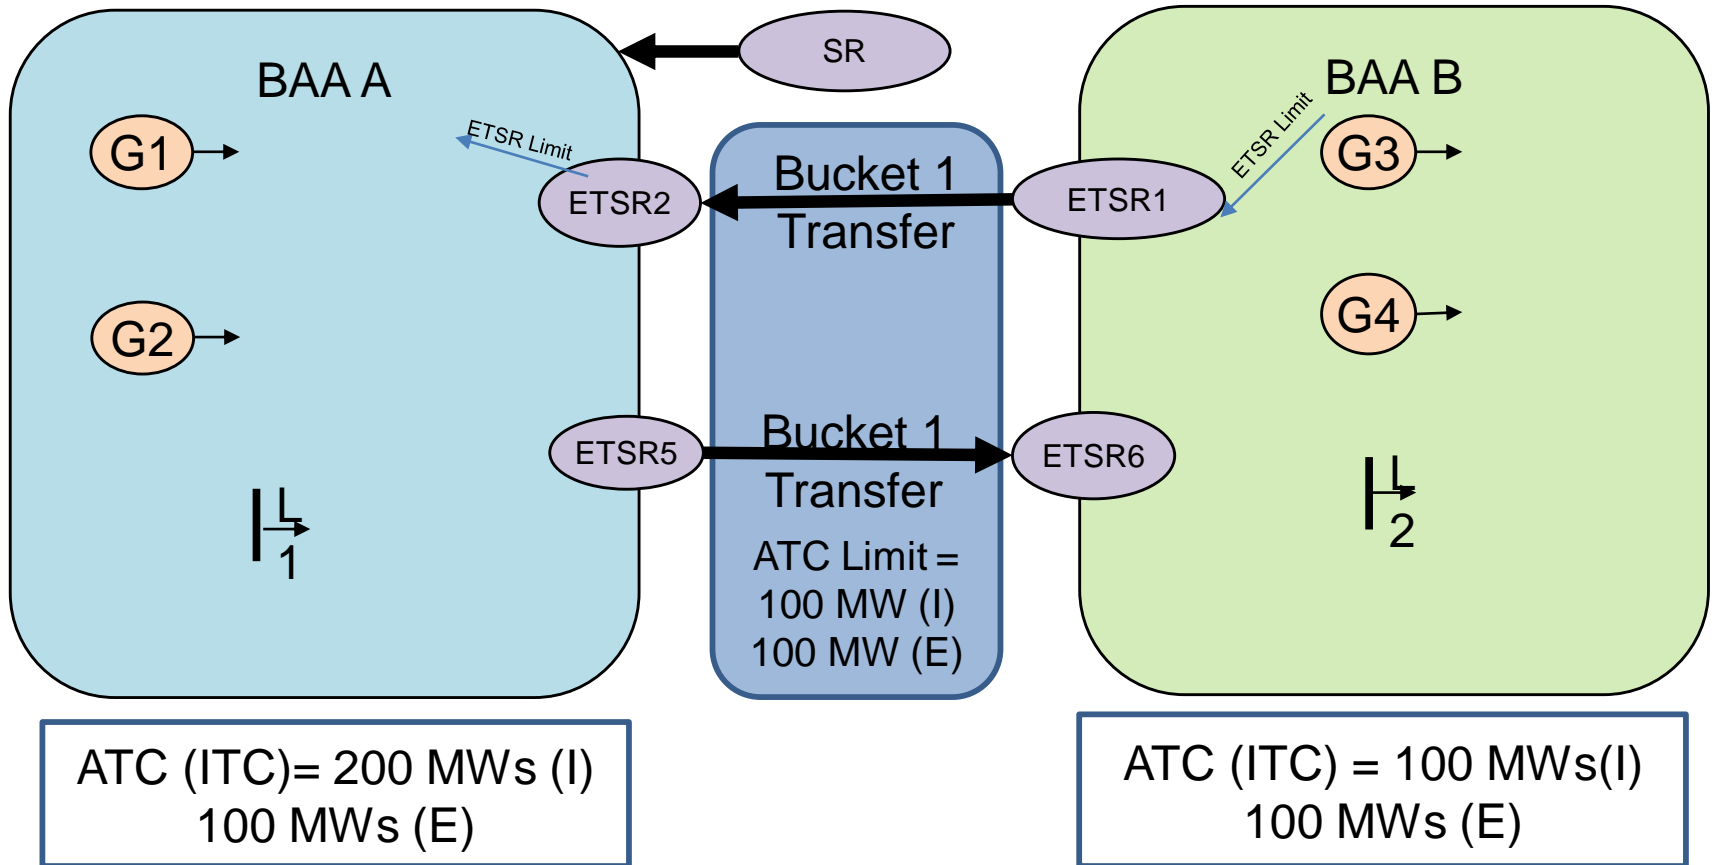 BAA A
G1
G2
L
1
ETSR Limit
ETSR2
ETSR5
SR
Bucket 1
Transfer
Bucket 1
Transfer
ATC Limit =
100 MW (I)
100 MW (E)
ETSR1
ETSR6
BAA B
ETSR Limit
G3
G4
L
2
ATC (ITC)= 200 MWs (I)
100 MWs (E)
ATC (ITC) = 100 MWs(I)
100 MWs (E)